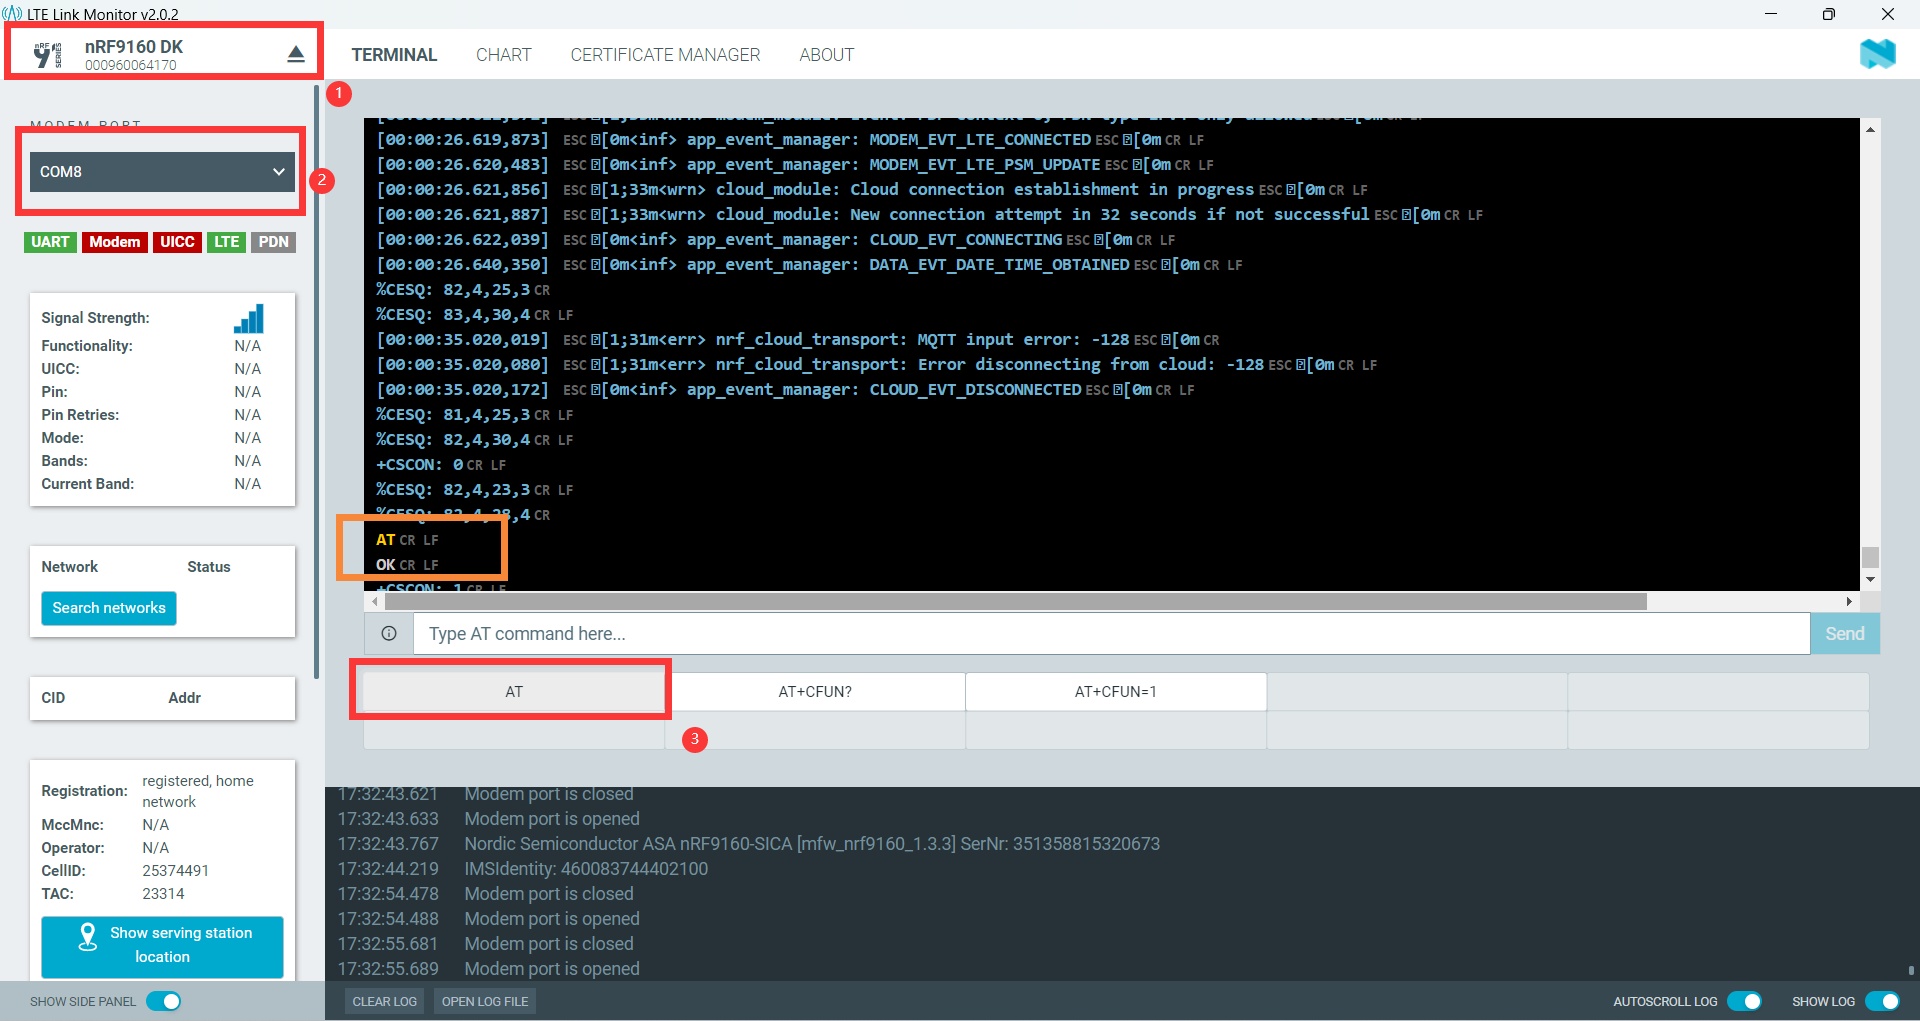 LTE Link Monitor v2.0.2
nRF9160 DK
000960064170
TERMINAL
CHART
CERTIFICATE MANAGER
ABOUT
1
MODEM PORT
COM8
2
UART
Modem
UICC
LTE
PDN
Signal Strength:
Functionality: N/A
UICC: N/A
Pin: N/A
Pin Retries: N/A
Mode: N/A
Bands: N/A
Current Band: N/A
Network Status
Search networks
CID Addr
Registration: registered, home
network
MccMnc: N/A
Operator: N/A
CellID: 25374491
TAC: 23314
Show serving station
location
SHOW SIDE PANEL
[00:00:26.619,873] ESC [0m<inf> app_event_manager: MODEM_EVT_LTE_CONNECTED ESC [0m CR LF
[00:00:26.620,483] ESC [0m<inf> app_event_manager: MODEM_EVT_LTE_PSM_UPDATE ESC [0m CR LF
[00:00:26.621,856] ESC [1;33m<wrn> cloud_module: Cloud connection establishment in progress ESC [0m CR LF
[00:00:26.621,887] ESC [1;33m<wrn> cloud_module: New connection attempt in 32 seconds if not successful ESC [0m CR LF
[00:00:26.622,039] ESC [0m<inf> app_event_manager: CLOUD_EVT_CONNECTING ESC [0m CR LF
[00:00:26.640,350] ESC [0m<inf> app_event_manager: DATA_EVT_DATE_TIME_OBTAINED ESC [0m CR LF
%CESQ: 82,4,25,3 CR
%CESQ: 83,4,30,4 CR LF
[00:00:35.020,019] ESC [1;31m<err> nrf_cloud_transport: MQTT input error: -128 ESC [0m CR
[00:00:35.020,080] ESC [1;31m<err> nrf_cloud_transport: Error disconnecting from cloud: -128 ESC [0m CR LF
[00:00:35.020,172] ESC [0m<inf> app_event_manager: CLOUD_EVT_DISCONNECTED ESC [0m CR LF
%CESQ: 81,4,25,3 CR LF
%CESQ: 82,4,30,4 CR LF
+CSCON: 0 CR LF
%CESQ: 82,4,23,3 CR LF
%CESQ: 82,4,28,4 CR
AT CR LF
OK CR LF
+CSCON: 1 CR LF
Type AT command here...
Send
AT
AT+CFUN?
AT+CFUN=1
3
17:32:43.621 Modem port is closed
17:32:43.633 Modem port is opened
17:32:43.767 Nordic Semiconductor ASA nRF9160-SICA [mfw_nrf9160_1.3.3] SerNr: 351358815320673
17:32:44.219 IMSIdentity: 460083744402100
17:32:54.478 Modem port is closed
17:32:54.488 Modem port is opened
17:32:55.681 Modem port is closed
17:32:55.689 Modem port is opened
CLEAR LOG
OPEN LOG FILE
AUTOSCROLL LOG
SHOW LOG